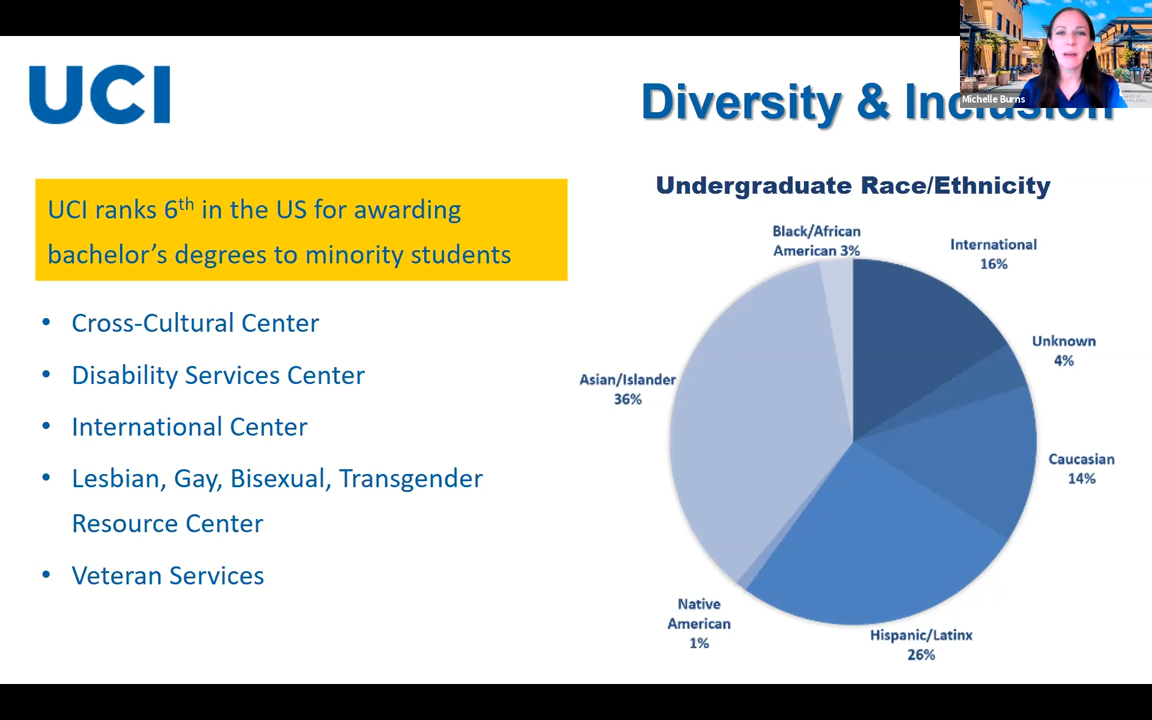 Michelle Burns
UCI
Diversity & Inclusion
UCI ranks 6th in the US for awarding
bachelor's degrees to minority students
• Cross-Cultural Center
• Disability Services Center
• International Center
• Lesbian, Gay, Bisexual, Transgender
Resource Center
• Veteran Services
Undergraduate Race/Ethnicity
Black/African
American 3%
International
16%
Unknown
4%
Caucasian
14%
Hispanic/Latinx
26%
Native
American
1%
Asian/Islander
36%